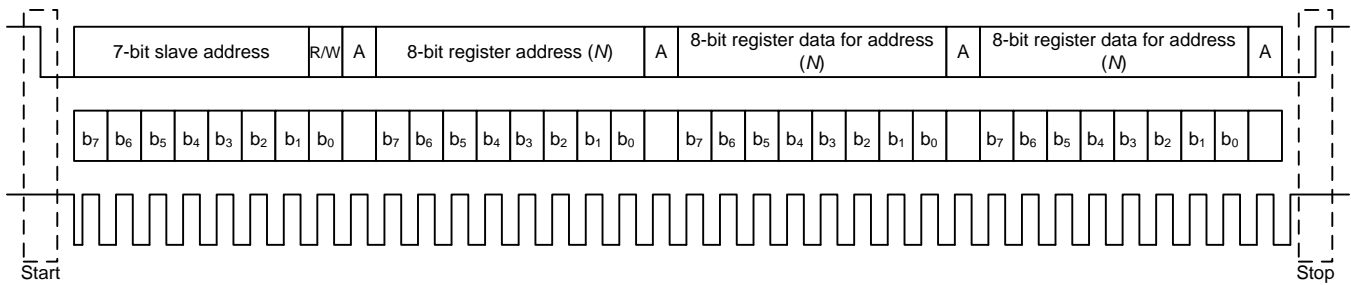 7-bit slave address R/W A 8-bit register address (N) A 8-bit register data for address (N) A 8-bit register data for address (N) A
b7 b6 b5 b4 b3 b2 b1 b0 b7 b6 b5 b4 b3 b2 b1 b0 b7 b6 b5 b4 b3 b2 b1 b0 b7 b6 b5 b4 b3 b2 b1 b0
Start Stop